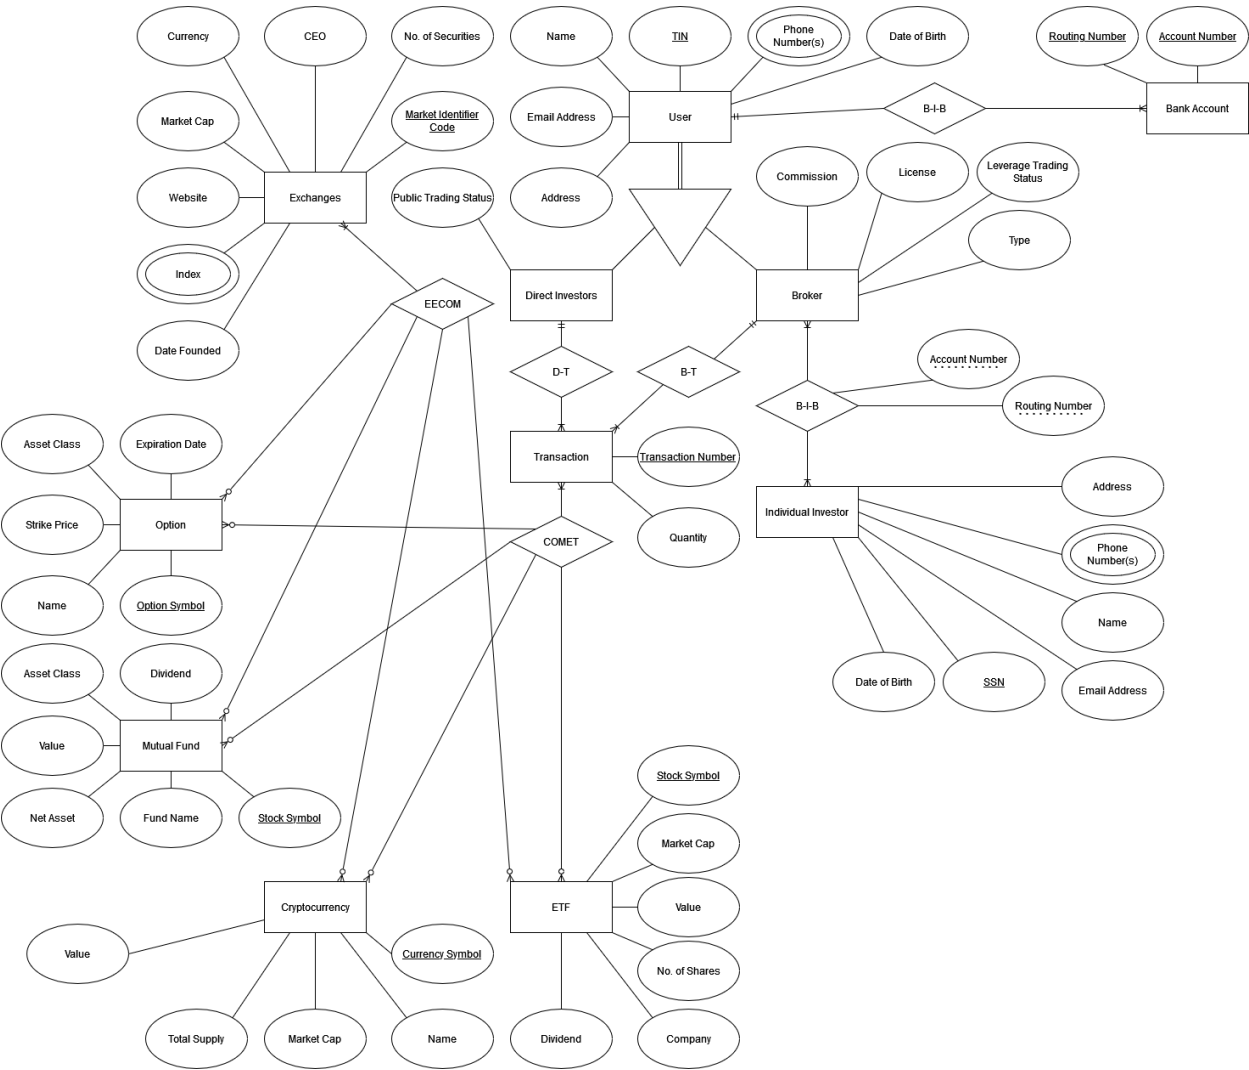 Currency
CEO
No. of Securities
Name
TIN
Phone
Number(s)
Date of Birth
Routing Number
Account Number
Market Cap
Market Identifier
Code
Email Address
User
B-I-B
Bank Account
Website
Exchanges
Public Trading Status
Address
Commission
License
Leverage Trading
Status
Type
Index
EECOM
Direct Investors
Broker
Date Founded
D-T
B-T
B-I-B
Account Number
Routing Number
Asset Class
Expiration Date
Transaction
Transaction Number
Address
Strike Price
Option
COMET
Quantity
Individual Investor
Phone
Number(s)
Name
Option Symbol
Name
Asset Class
Dividend
Date of Birth
SSN
Email Address
Value
Mutual Fund
Stock Symbol
Net Asset
Fund Name
Stock Symbol
Market Cap
Cryptocurrency
ETF
Value
Value
Currency Symbol
No. of Shares
Total Supply
Market Cap
Name
Dividend
Company